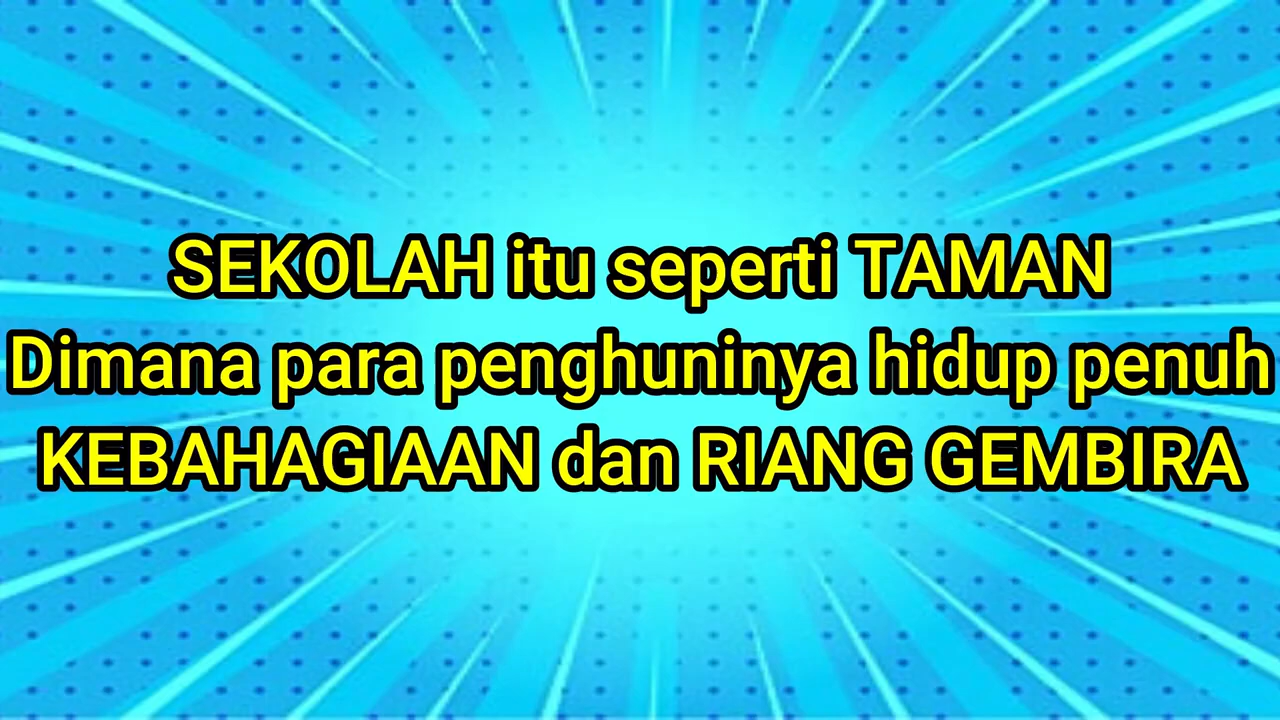 SEKOLAH itu seperti TAMAN
Dimana para penghuninya hidup penuh
KEBAHAGIAAN dan RIANG GEMBIRA